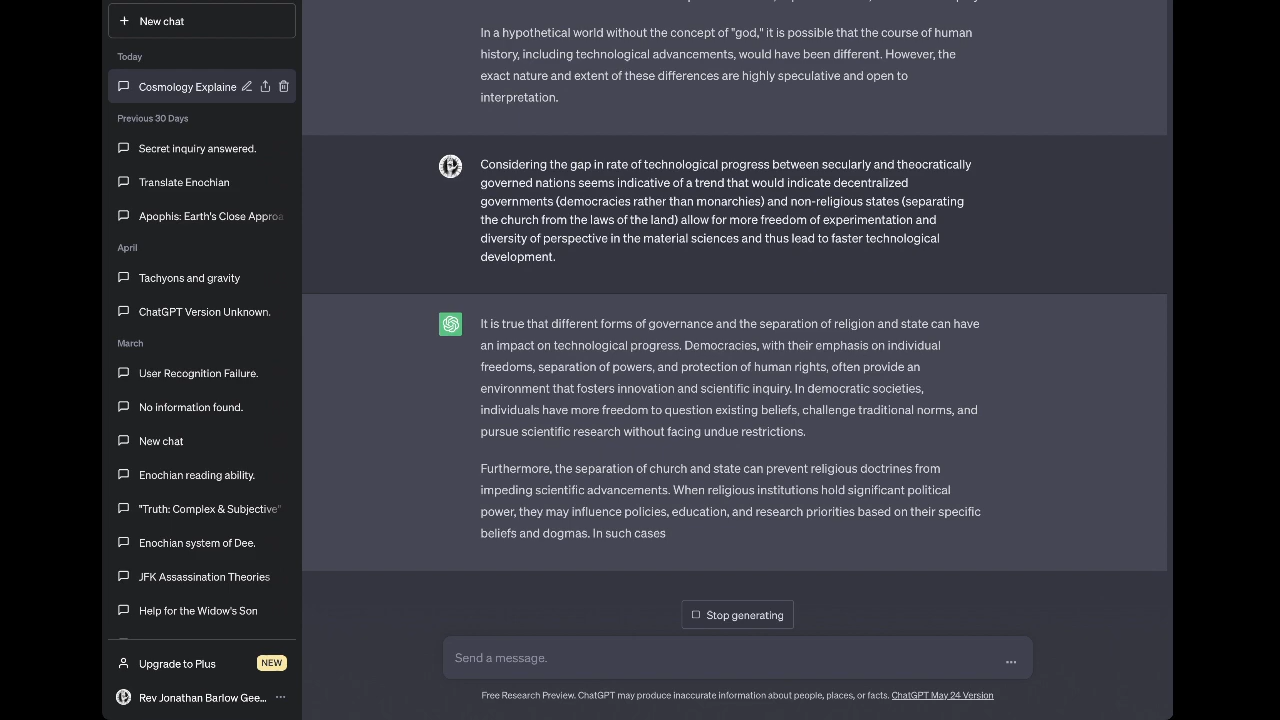 New chat
Today
Cosmology Explaine
Previous 30 Days
Secret inquiry answered.
Translate Enochian
Apophis: Earth's Close Approa
April
Tachyons and gravity
ChatGPT Version Unknown.
March
User Recognition Failure.
No information found.
New chat
Enochian reading ability.
"Truth: Complex & Subjective"
Enochian system of Dee.
JFK Assassination Theories
Help for the Widow's Son
Upgrade to Plus
NEW
Rev Jonathan Barlow Gee...
In a hypothetical world without the concept of "god," it is possible that the course of human
history, including technological advancements, would have been different. However, the
exact nature and extent of these differences are highly speculative and open to
interpretation.
Considering the gap in rate of technological progress between secularly and theocratically
governed nations seems indicative of a trend that would indicate decentralized
governments (democracies rather than monarchies) and non-religious states (separating
the church from the laws of the land) allow for more freedom of experimentation and
diversity of perspective in the material sciences and thus lead to faster technological
development.
It is true that different forms of governance and the separation of religion and state can have
an impact on technological progress. Democracies, with their emphasis on individual
freedoms, separation of powers, and protection of human rights, often provide an
environment that fosters innovation and scientific inquiry. In democratic societies,
individuals have more freedom to question existing beliefs, challenge traditional norms, and
pursue scientific research without facing undue restrictions.
Furthermore, the separation of church and state can prevent religious doctrines from
impeding scientific advancements. When religious institutions hold significant political
power, they may influence policies, education, and research priorities based on their specific
beliefs and dogmas. In such cases
Stop generating
Send a message.
Free Research Preview. ChatGPT may produce inaccurate information about people, places, or facts. ChatGPT May 24 Version